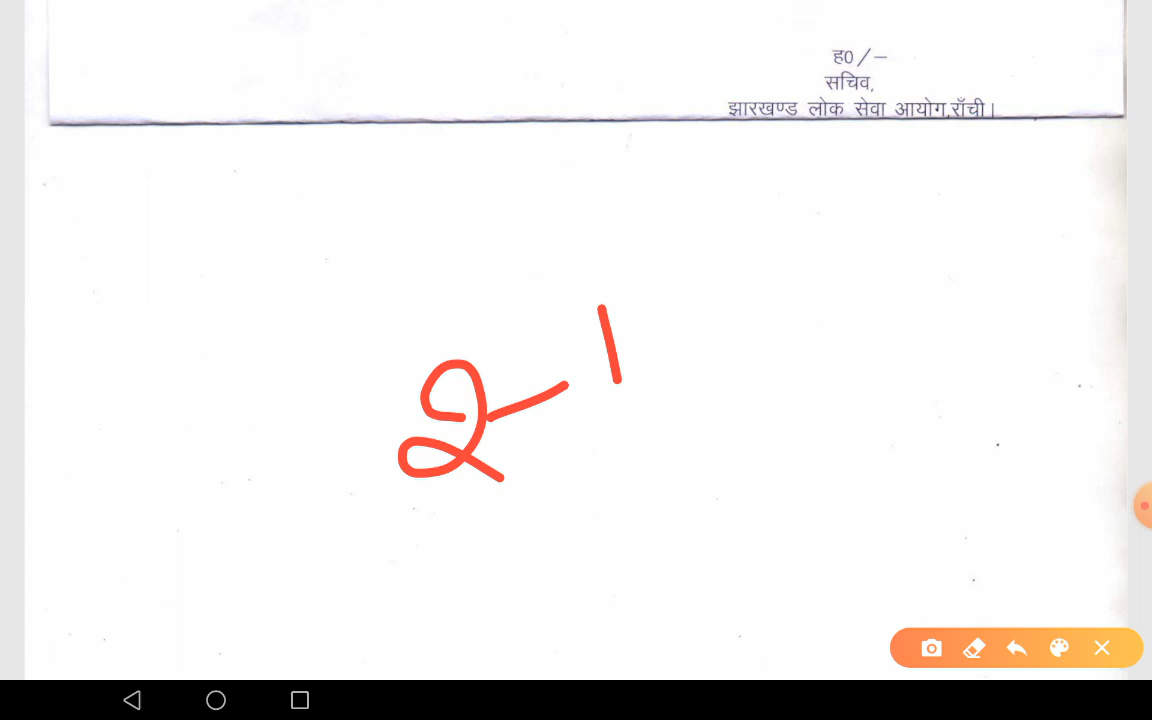 ह0/-
सचिव,
झारखण्ड लोक सेवा आयोग,राँची।
2-1